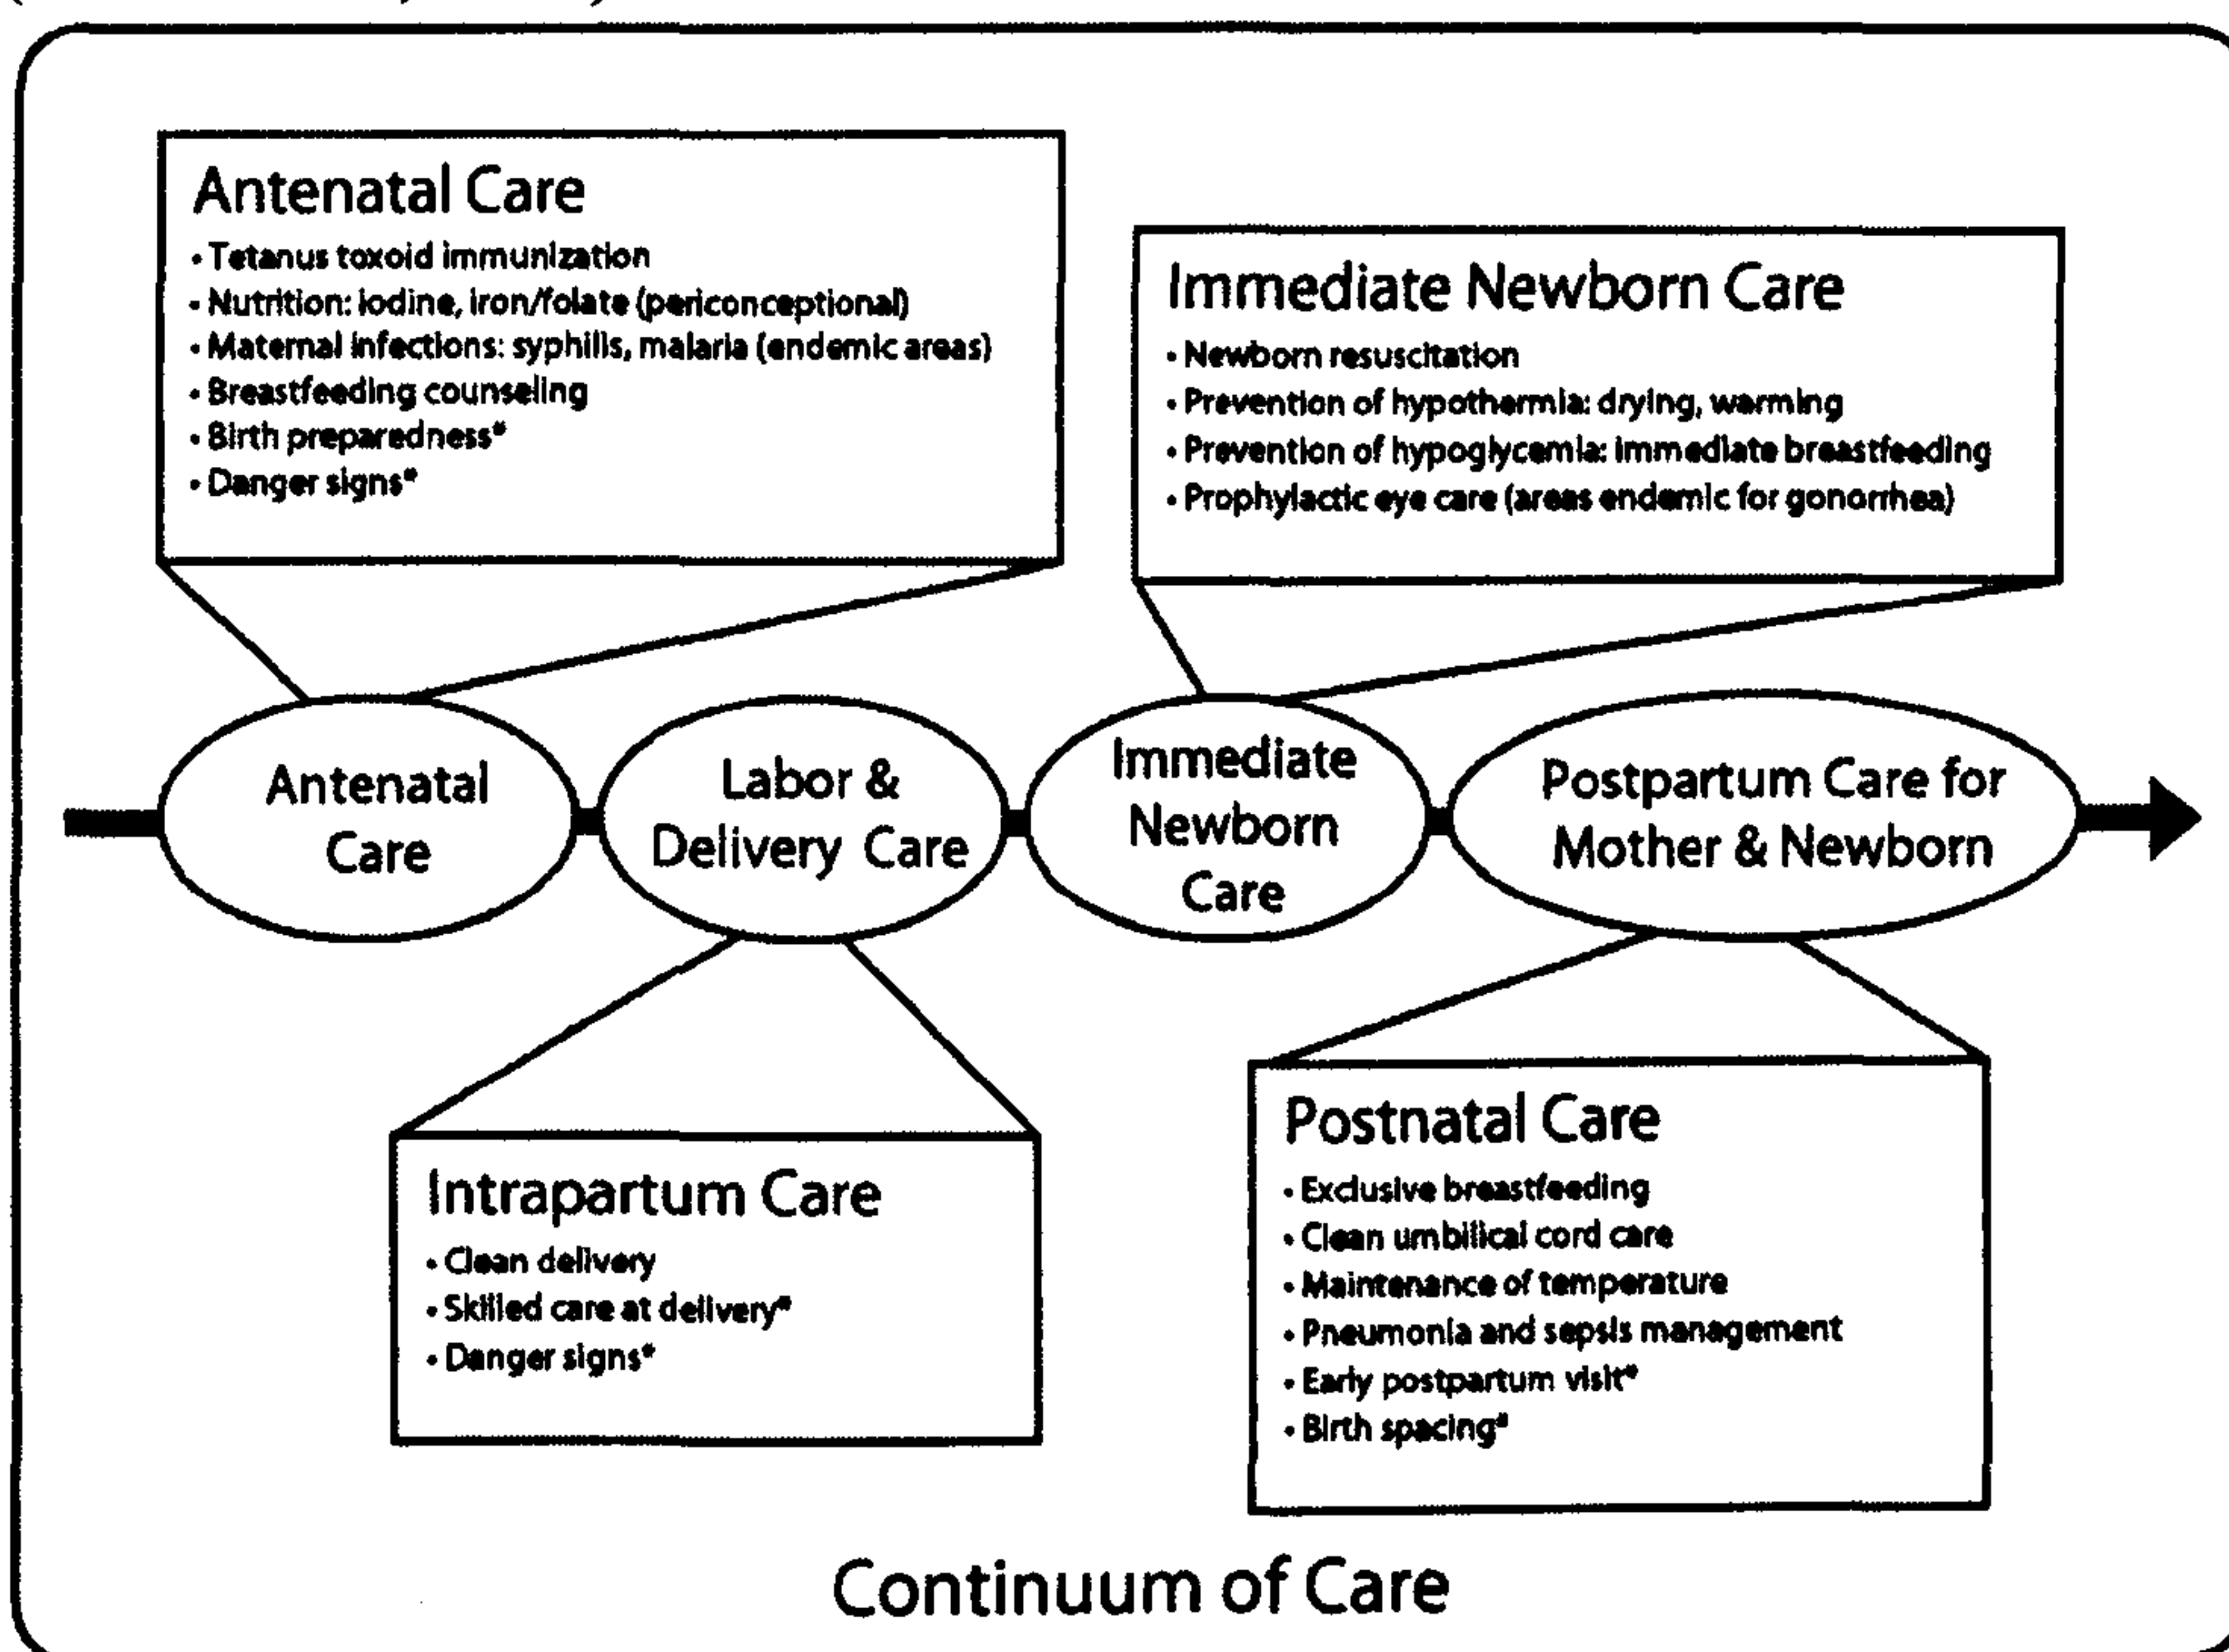 Antenatal Care
• Tetanus toxoid immunization
• Nutrition: iodine, iron/folate (periconceptional)
• Maternal infections: syphilis, malaria (endemic areas)
• Breastfeeding counseling
• Birth preparedness*
• Danger signs*
Immediate Newborn Care
• Newborn resuscitation
• Prevention of hypothermia: drying, warming
• Prevention of hypoglycemia: immediate breastfeeding
• Prophylactic eye care (areas endemic for gonorrhea)
Antenatal
Care
Labor &
Delivery Care
Immediate
Newborn
Care
Postpartum Care for
Mother & Newborn
Intrapartum Care
• Clean delivery
• Skilled care at delivery*
• Danger signs*
Postnatal Care
• Exclusive breastfeeding
• Clean umbilical cord care
• Maintenance of temperature
• Pneumonia and sepsis management
• Early postpartum visit*
• Birth spacing*
Continuum of Care